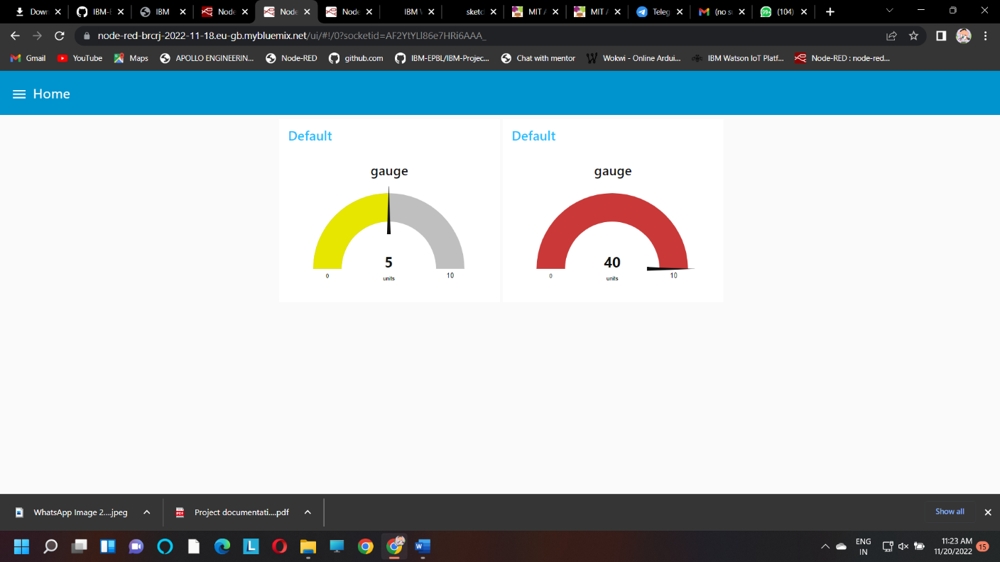 Down
IBM-E
IBM
Node
Node
Node
IBM W
sketc
MIT A
MIT A
Teleg
(no su
99+ (104)
node-red-brcrj-2022-11-18.eu-gb.mybluemix.net/ui/#!/0?socketid=AF2YtYLl86e7HRi6AAA_
Gmail YouTube Maps APOLLO ENGINEERIN... Node-RED github.com IBM-EPBL/IBM-Projec... Chat with mentor Wokwi - Online Ardui... IBM Watson IoT Platf... Node-RED : node-red...
Home
Default
gauge
5
units
0
10
Default
gauge
40
units
0
10
WhatsApp Image 2....jpeg
Project documentati....pdf
Show all
ENG
IN
11:23 AM
11/20/2022
15